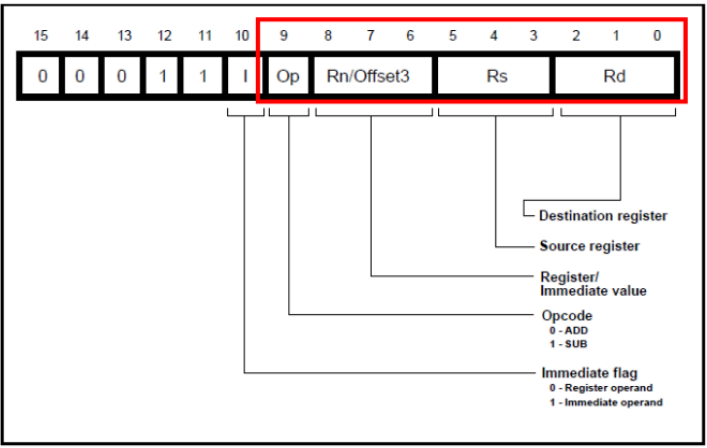 15 14 13 12 11 10 9 8 7 6 5 4 3 2 1 0
0 0 0 1 1 I Op Rn/Offset3 Rs Rd
Destination register
Source register
Register/
Immediate value
Opcode
0 - ADD
1 - SUB
Immediate flag
0 - Register operand
1 - Immediate operand